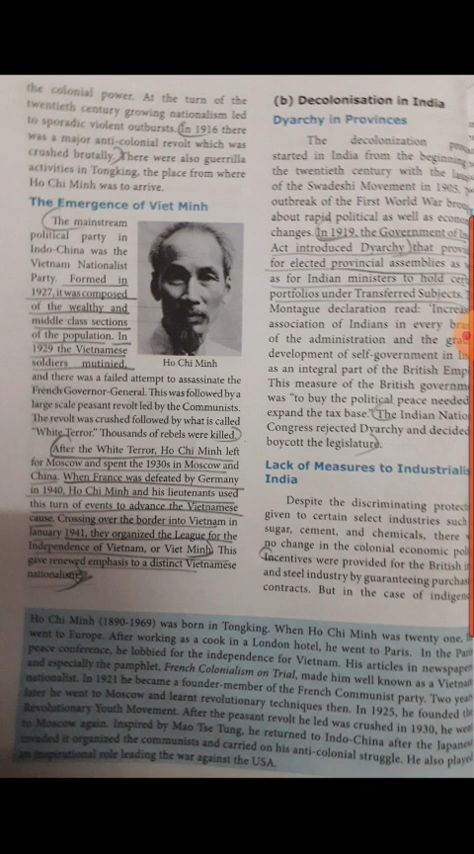 the colonial power. At the turn of the
twentieth century growing nationalism led
to sporadic violent outbursts. In 1916 there
was a major anti-colonial revolt which was
crushed brutally. There were also guerrilla
activities in Tongking, the place from where
Ho Chi Minh was to arrive.
The Emergence of Viet Minh
The mainstream
political party in
Indo-China was the
Vietnam Nationalist
Party. Formed in
1927, it was composed
of the wealthy and
middle class sections
of the population. In
1929 the Vietnamese
soldiers mutinied,
Ho Chi Minh
and there was a failed attempt to assassinate the
French Governor-General. This was followed by a
large scale peasant revolt led by the Communists.
The revolt was crushed followed by what is called
"White Terror." Thousands of rebels were killed.
After the White Terror, Ho Chi Minh left
for Moscow and spent the 1930s in Moscow and
China. When France was defeated by Germany
in 1940, Ho Chi Minh and his lieutenants used
this turn of events to advance the Vietnamese
cause. Crossing over the border into Vietnam in
January 1941, they organized the League for the
Independence of Vietnam, or Viet Minh. This
gave renewed emphasis to a distinct Vietnamese
nationalism.
(b) Decolonisation in India
Dyarchy in Provinces
The decolonization
started in India from the beginning
the twentieth century with the
of the Swadeshi Movement in 1905.
outbreak of the First World War
about rapid political as well as
changes. In 1919, the Government of
Act introduced Dyarchy that
for elected provincial assemblies as
as for Indian ministers to hold
portfolios under Transferred Subjects.
Montague declaration read:
association of Indians in every
of the administration and the
development of self-government in
as an integral part of the British
This measure of the British
was "to buy the political peace needed
expand the tax base." The Indian
Congress rejected Dyarchy and decided
boycott the legislature.
Lack of Measures to
India
Despite the discriminating
given to certain select industries such
sugar, cement, and chemicals, there
no change in the colonial economic
Incentives were provided for the British
and steel industry by guaranteeing
contracts. But in the case of
Ho Chi Minh (1890-1969) was born in Tongking. When Ho Chi Minh was twenty one,
went to Europe. After working as a cook in a London hotel, he went to Paris. In the
peace conference, he lobbied for the independence for Vietnam. His articles in
and especially the pamphlet, French Colonialism on Trial, made him well known as a
nationalist. In 1921 he became a founder-member of the French Communist party. Two
later he went to Moscow and learnt revolutionary techniques then. In 1925, he founded
Revolutionary Youth Movement. After the peasant revolt he led was crushed in 1930, he
to Moscow again. Inspired by Mao Tse Tung, he returned to Indo-China after the
invaded it organized the communists and carried on his anti-colonial struggle. He also
an inspirational role leading the war against the USA.